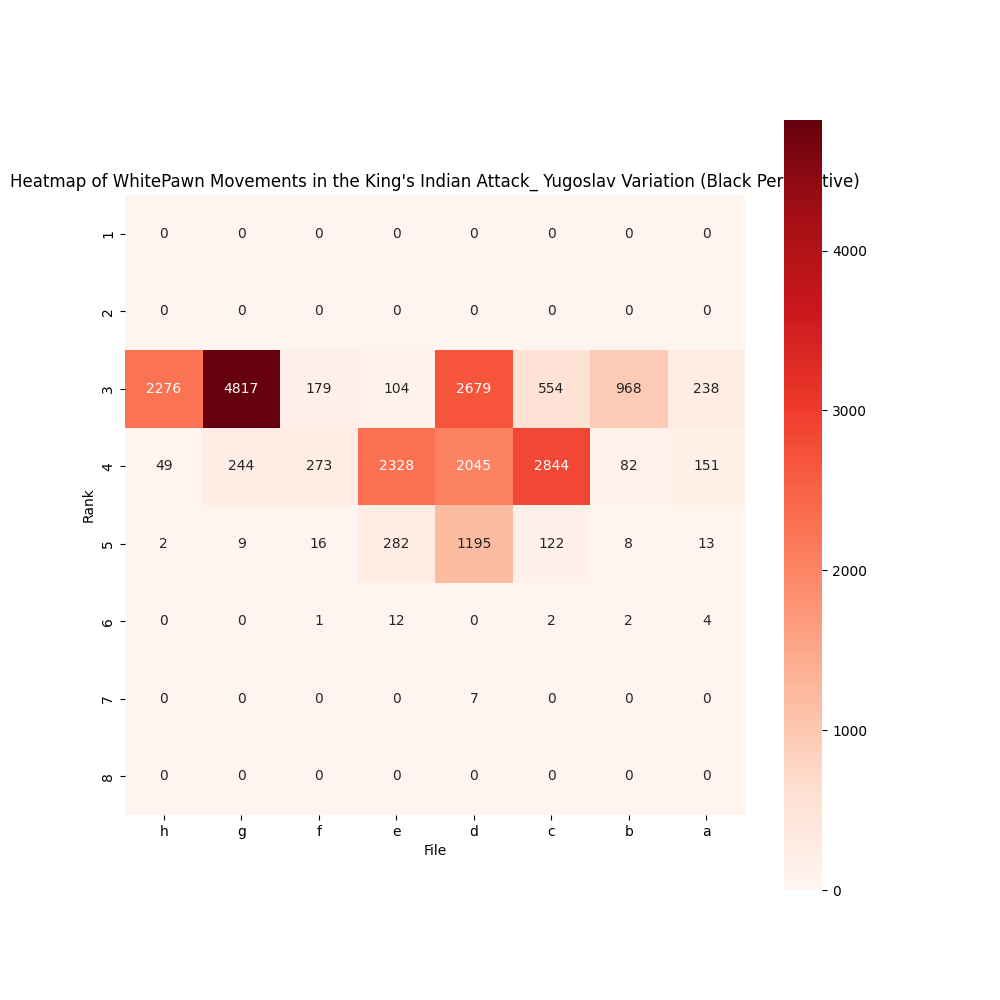 Heatmap of WhitePawn Movements in the King's Indian Attack_ Yugoslav Variation (Black Per tive)
1 0 0 0 0 0 0 0 0
2 0 0 0 0 0 0 0 0
3 2276 4817 179 104 2679 554 968 238
4 49 244 273 2328 2045 2844 82 151
5 2 9 16 282 1195 122 8 13
6 0 0 1 12 0 2 2 4
7 0 0 0 0 7 0 0 0
8 0 0 0 0 0 0 0 0
h g f e d c b a
File
Rank
4000
3000
2000
1000
0